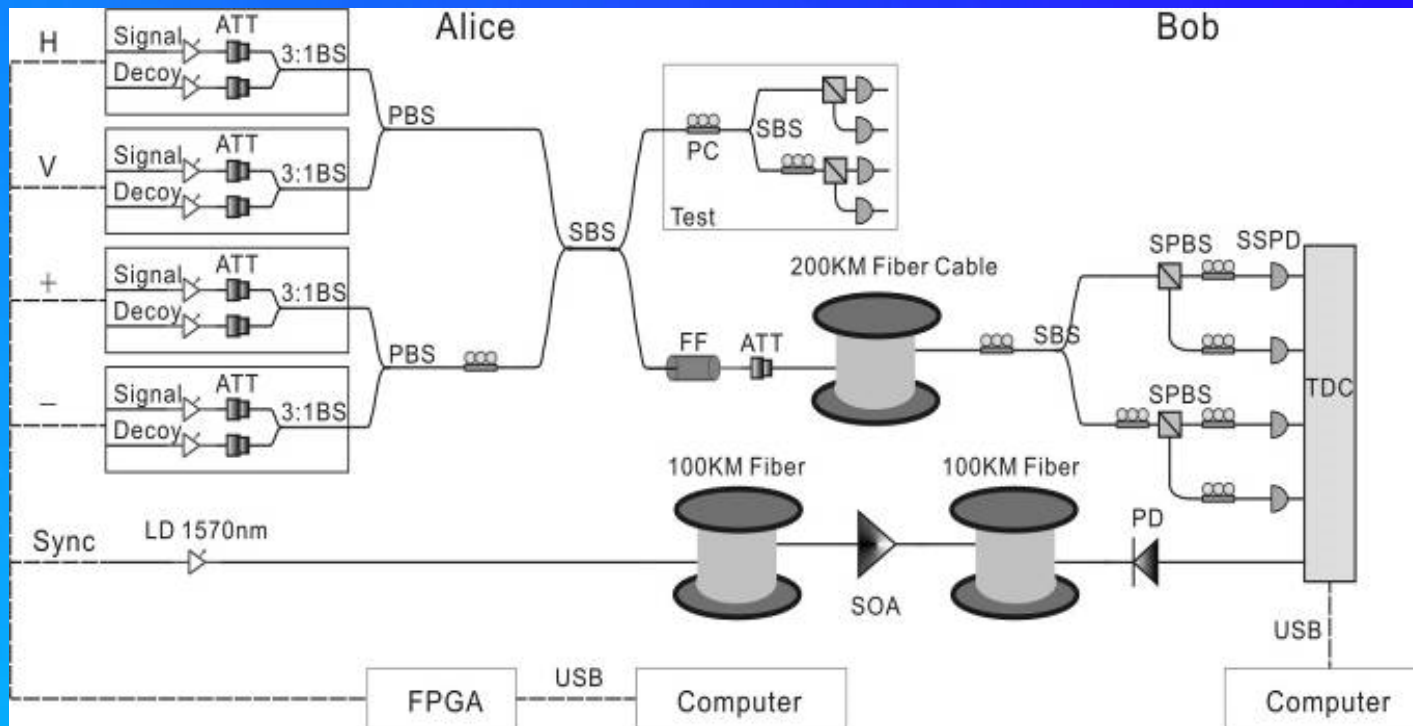 Alice
Bob
H
Signal
ATT
3:1BS
Decoy
PBS
V
Signal
ATT
3:1BS
Decoy
+
Signal
ATT
3:1BS
Decoy
PBS
−
Signal
ATT
3:1BS
Decoy
SBS
PC
SBS
Test
200KM Fiber Cable
FF
ATT
SBS
SPBS
SSPD
SPBS
TDC
Sync
LD 1570nm
100KM Fiber
SOA
100KM Fiber
PD
USB
FPGA
USB
Computer
Computer